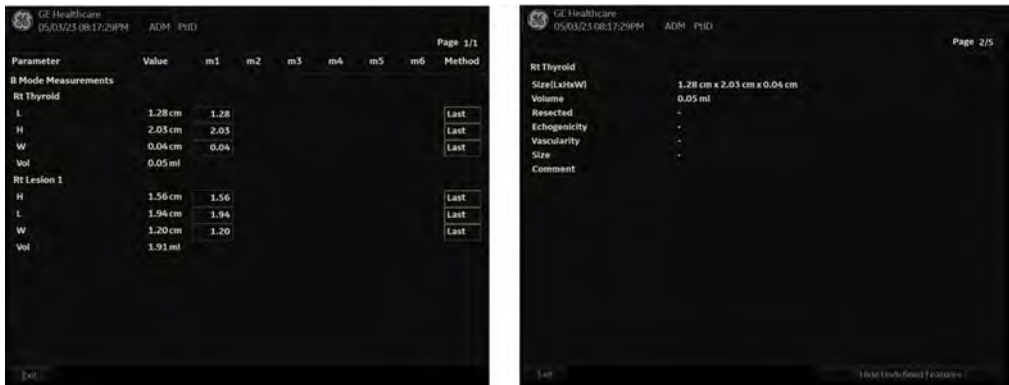 GE Healthcare
05/03/23 08:17:29PM ADM PtID
Page 1/1
Parameter Value m1 m2 m3 m4 m5 m6 Method
B Mode Measurements
Rt Thyroid
L 1.28 cm 1.28 Last
H 2.03 cm 2.03 Last
W 0.04 cm 0.04 Last
Vol 0.05 ml
Rt Lesion 1
H 1.56 cm 1.56 Last
L 1.94 cm 1.94 Last
W 1.20 cm 1.20 Last
Vol 1.91 ml
Exit
GE Healthcare
05/03/23 08:17:29PM ADM PtID
Page 2/5
Rt Thyroid
Size(LxHxW) 1.28 cm x 2.03 cm x 0.04 cm
Volume 0.05 ml
Resected -
Echogenicity -
Vascularity -
Size -
Comment
Exit Hide Undefined Features